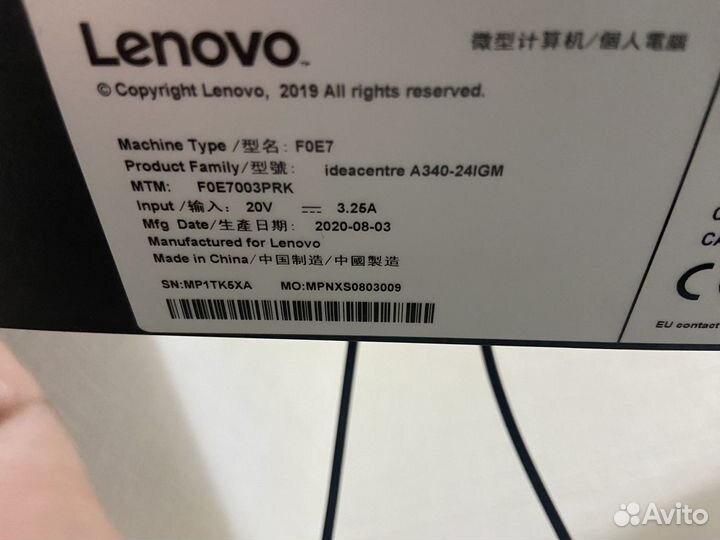 Lenovo™
微型计算机/個人電腦
© Copyright Lenovo, 2019 All rights reserved.
Machine Type /型名: F0E7
Product Family/型號: ideacentre A340-24IGM
MTM: F0E7003PRK
Input /输入: 20V ⎓ 3.25A
Mfg Date/生產日期: 2020-08-03
Manufactured for Lenovo
Made in China/中国制造/中國製造
SN:MP1TK5XA MO:MPNXS0803009
EU contact
Avito